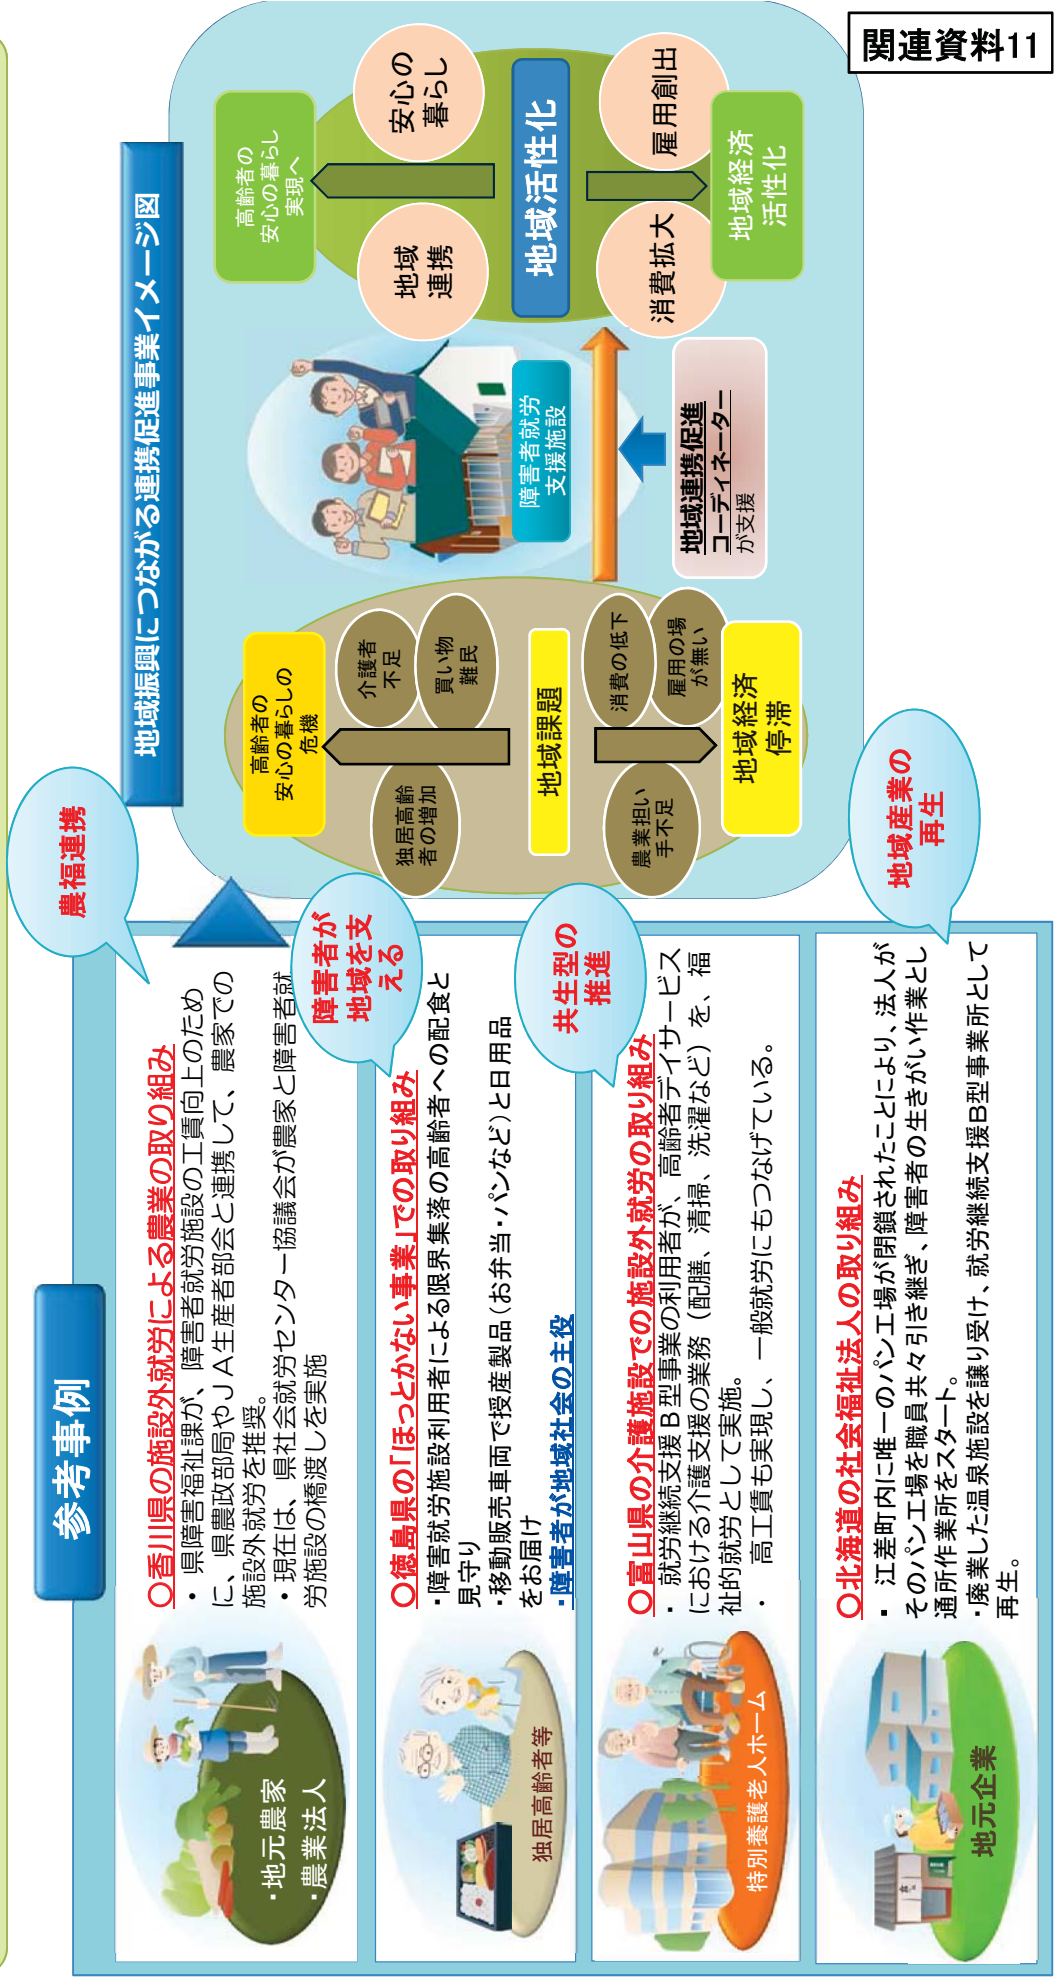 関連資料11
参考事例
・地元農家
・農業法人
〇香川県の施設外就労による農業の取り組み
・ 県障害福祉課が、障害者就労施設の工賃向上のため
に、県農政部局やＪＡ生産者部会と連携して、農家での
施設外就労を推奨。
・現在は、県社会就労センター協議会が農家と障害者就
労施設の橋渡しを実施
農福連携
独居高齢者等
〇徳島県の「ほっとかない事業」での取り組み
・障害就労施設利用者による限界集落の高齢者への配食と
見守り
・移動販売車両で授産製品（お弁当・パンなど）と日用品
をお届け
・障害者が地域社会の主役
障害者が
地域を支
える
特別養護老人ホーム
〇富山県の介護施設での施設外就労の取り組み
・ 就労継続支援Ｂ型事業の利用者が、高齢者デイサービス
における介護支援の業務（配膳、清掃、洗濯など）を、福
祉的就労として実施。
・ 高工賃も実現し、一般就労にもつなげている。
共生型の
推進
地元企業
〇北海道の社会福祉法人の取り組み
・ 江差町内に唯一のパン工場が閉鎖されたことにより、法人が
そのパン工場を職員共々引き継ぎ、障害者の生きがい作業とし
通所作業所をスタート。
・廃業した温泉施設を譲り受け、就労継続支援Ｂ型事業所として
再生。
地域産業の
再生
地域振興につながる連携促進事業イメージ図
高齢者の
安心の暮らしの
危機
独居高齢
者の増加
介護者
不足
買い物
難民
地域課題
農業担い
手不足
消費の低下
雇用の場
が無い
地域経済
停滞
障害者就労
支援施設
地域連携促進
コーディネーター
が支援
高齢者の
安心の暮らし
実現へ
地域
連携
安心の
暮らし
地域活性化
消費拡大
雇用創出
地域経済
活性化